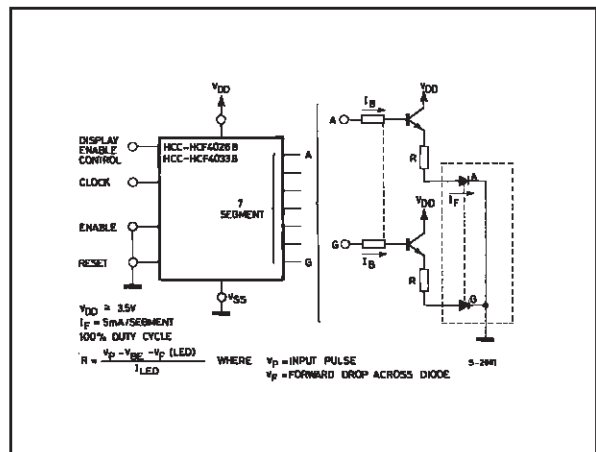 VDD
DISPLAY
ENABLE
CONTROL
HCC-HCF4026B
HCC-HCF4033B
A
CLOCK
7
SEGMENT
ENABLE
RESET
G
VSS
VDD ≥ 3.5V
IF = 5mA/SEGMENT
100% DUTY CYCLE
R = VP - VBE - VF (LED)
ILED
WHERE VP = INPUT PULSE
VF = FORWARD DROP ACROSS DIODE
IB
A
VDD
R
A
IF
VDD
G
IB
R
G